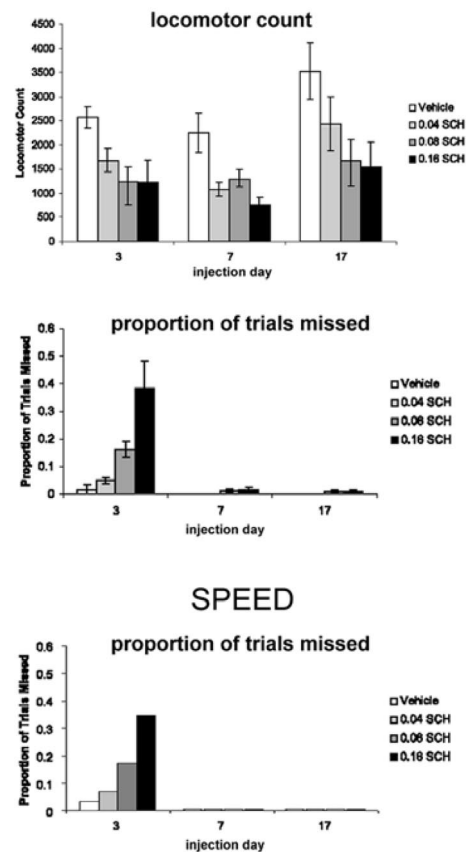 locomotor count
Locomotor Count
4500
4000
3500
3000
2500
2000
1500
1000
500
0
3 7 17
injection day
Vehicle
0.04 SCH
0.08 SCH
0.16 SCH
proportion of trials missed
Proportion of Trials Missed
0.6
0.5
0.4
0.3
0.2
0.1
0
3 7 17
injection day
Vehicle
0.04 SCH
0.08 SCH
0.16 SCH
SPEED
proportion of trials missed
Proportion of Trials Missed
0.6
0.5
0.4
0.3
0.2
0.1
0
3 7 17
injection day
Vehicle
0.04 SCH
0.08 SCH
0.16 SCH